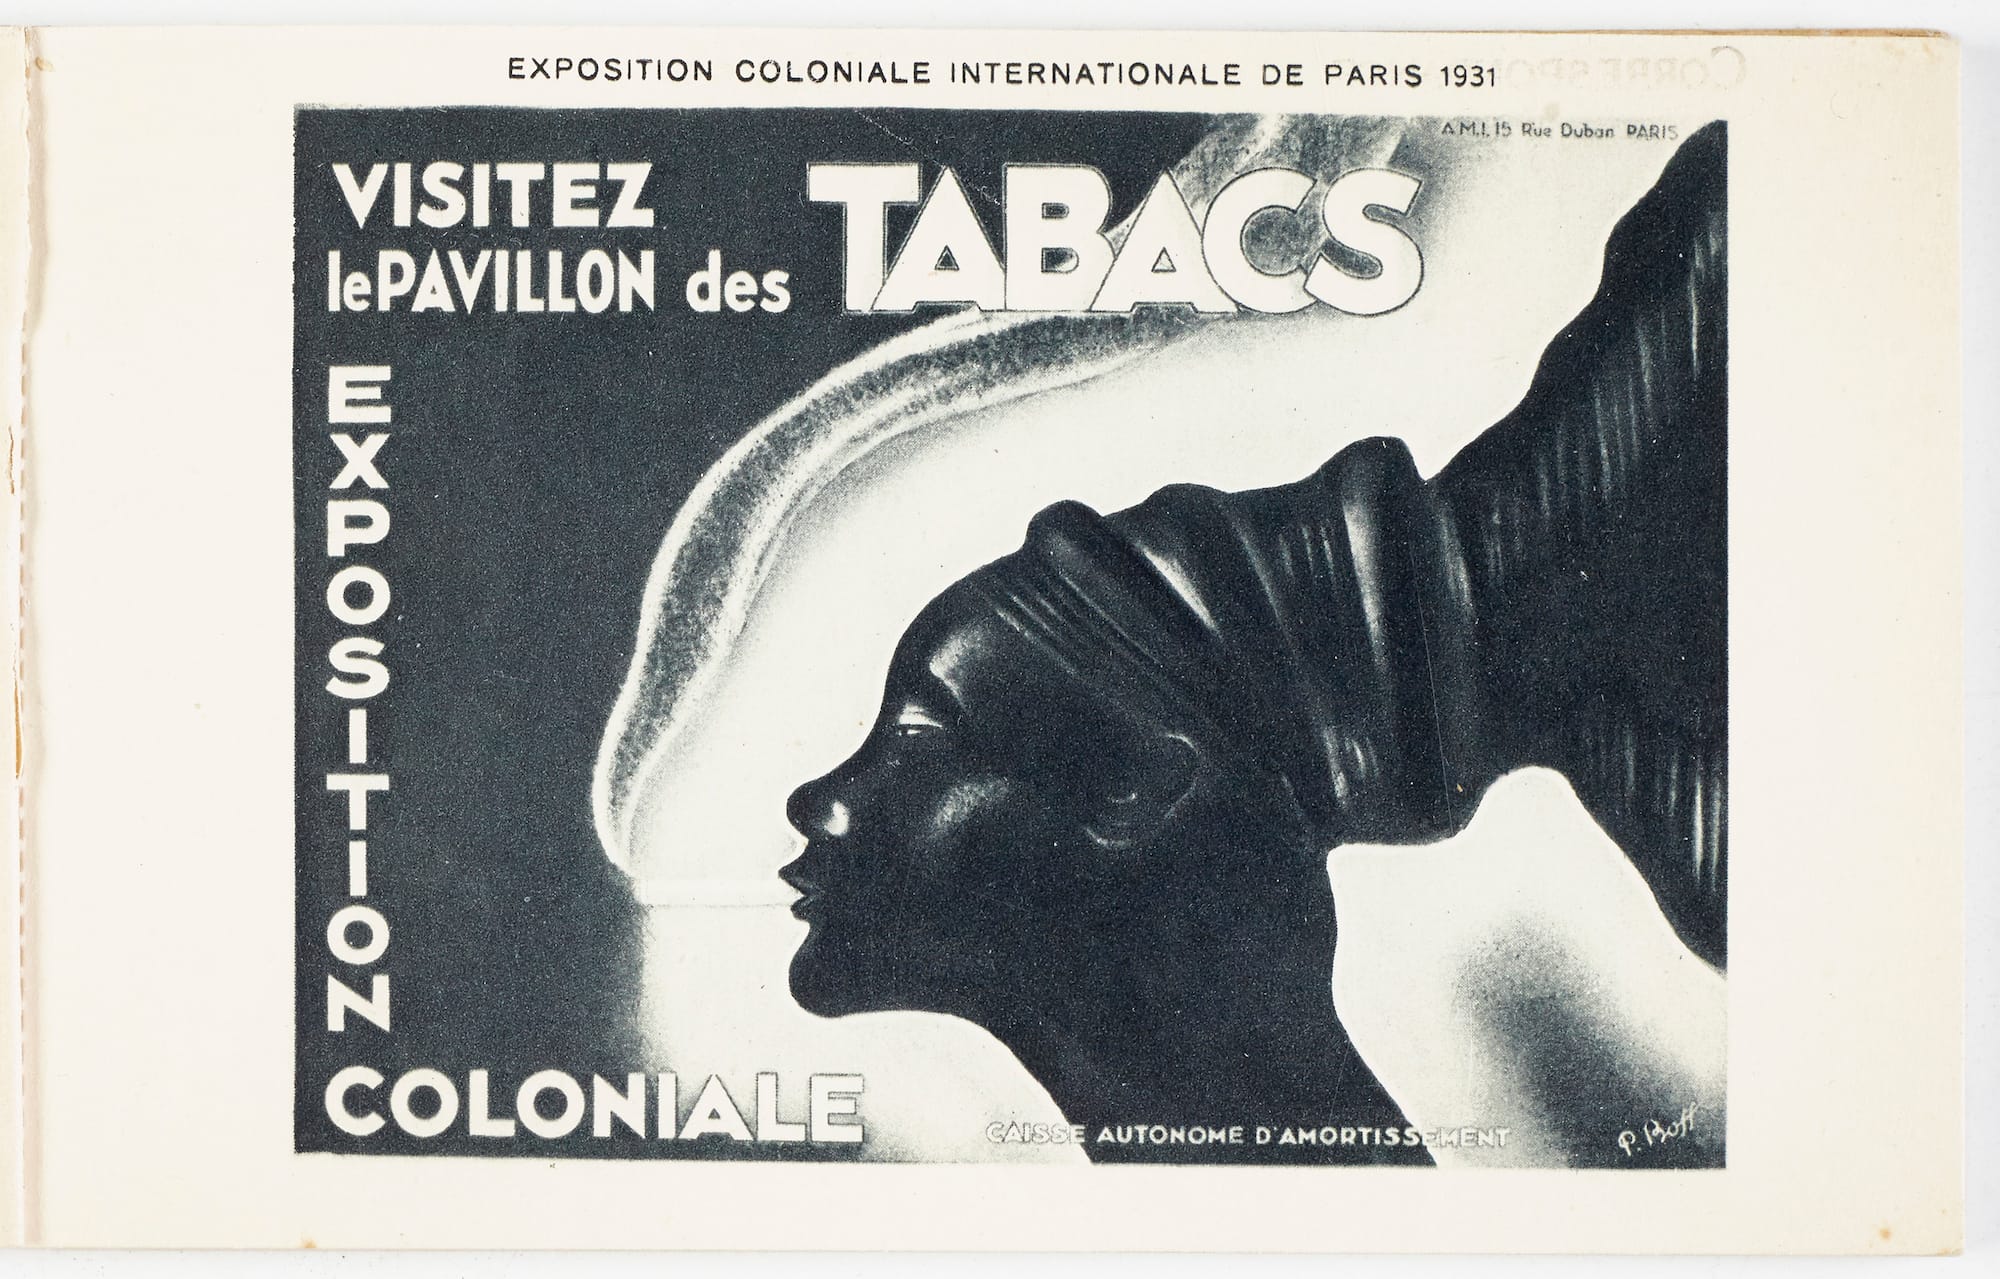 EXPOSITION COLONIALE INTERNATIONALE DE PARIS 1931
A.M.I. 15 Rue Duban PARIS
VISITEZ
le PAVILLON des TABACS
EXPOSITION
COLONIALE
CAISSE AUTONOME D'AMORTISSEMENT
P. Boff